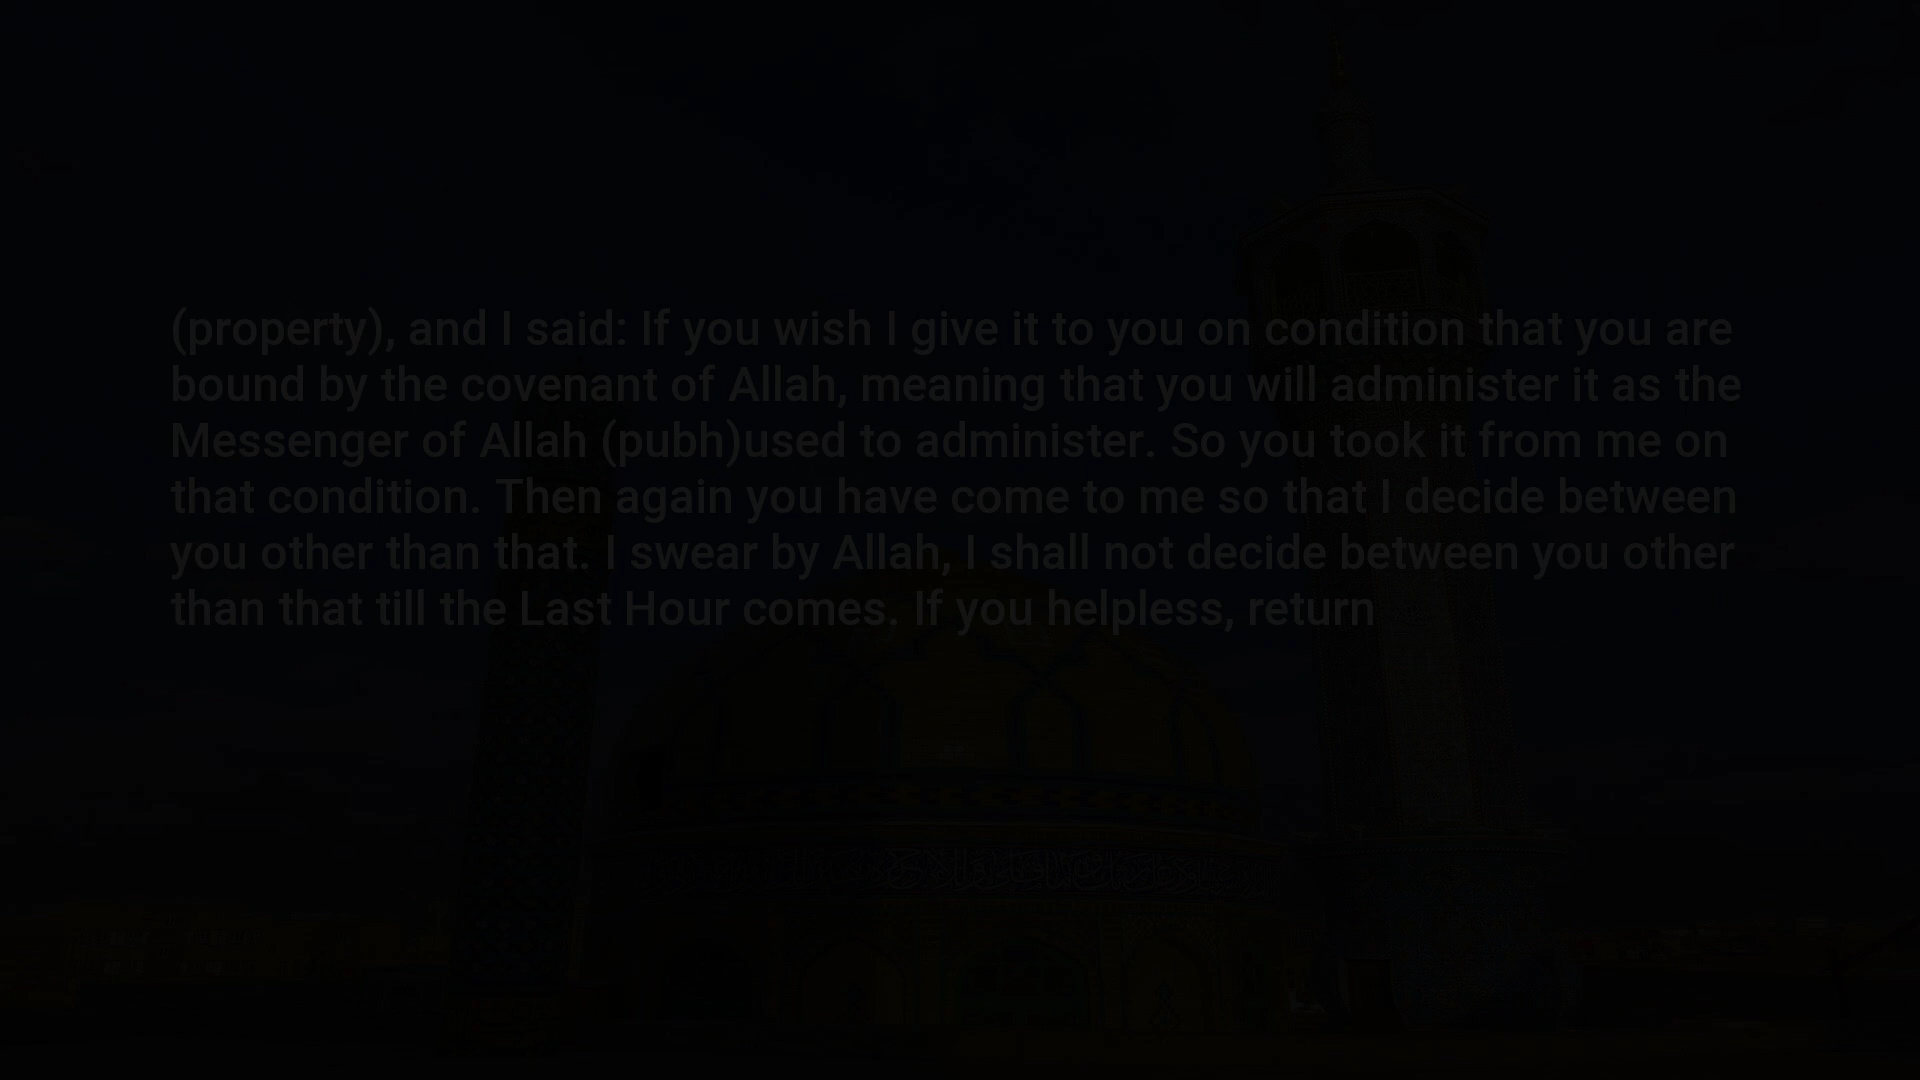 (property), and I said: If you wish I give it to you on condition that you are
bound by the covenant of Allah, meaning that you will administer it as the
Messenger of Allah (pubh)used to administer. So you took it from me on
that condition. Then again you have come to me so that I decide between
you other than that. I swear by Allah, I shall not decide between you other
than that till the Last Hour comes. If you helpless, return